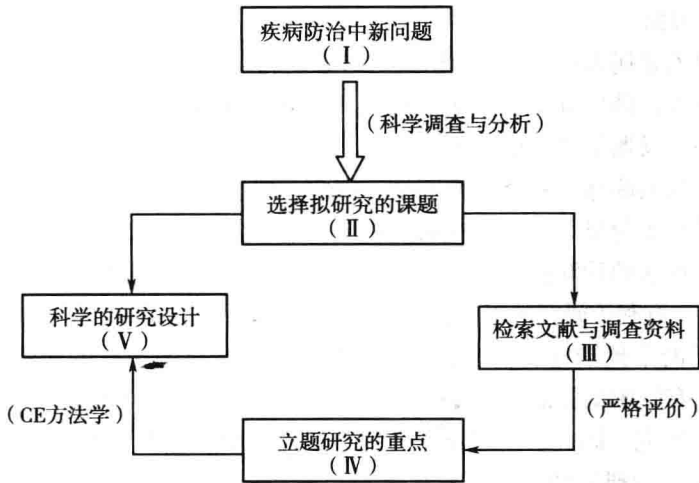 疾病防治中新问题
（Ⅰ）
（科学调查与分析）
选择拟研究的课题
（Ⅱ）
科学的研究设计
（Ⅴ）
检索文献与调查资料
（Ⅲ）
（CE方法学）
（严格评价）
立题研究的重点
（Ⅳ）